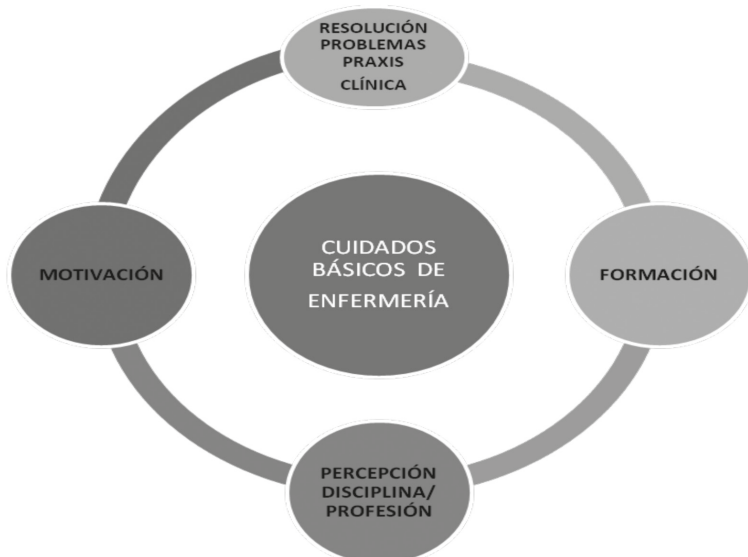 RESOLUCIÓN
PROBLEMAS
PRAXIS
CLÍNICA
MOTIVACIÓN
CUIDADOS
BÁSICOS DE
ENFERMERÍA
FORMACIÓN
PERCEPCIÓN
DISCIPLINA/
PROFESIÓN